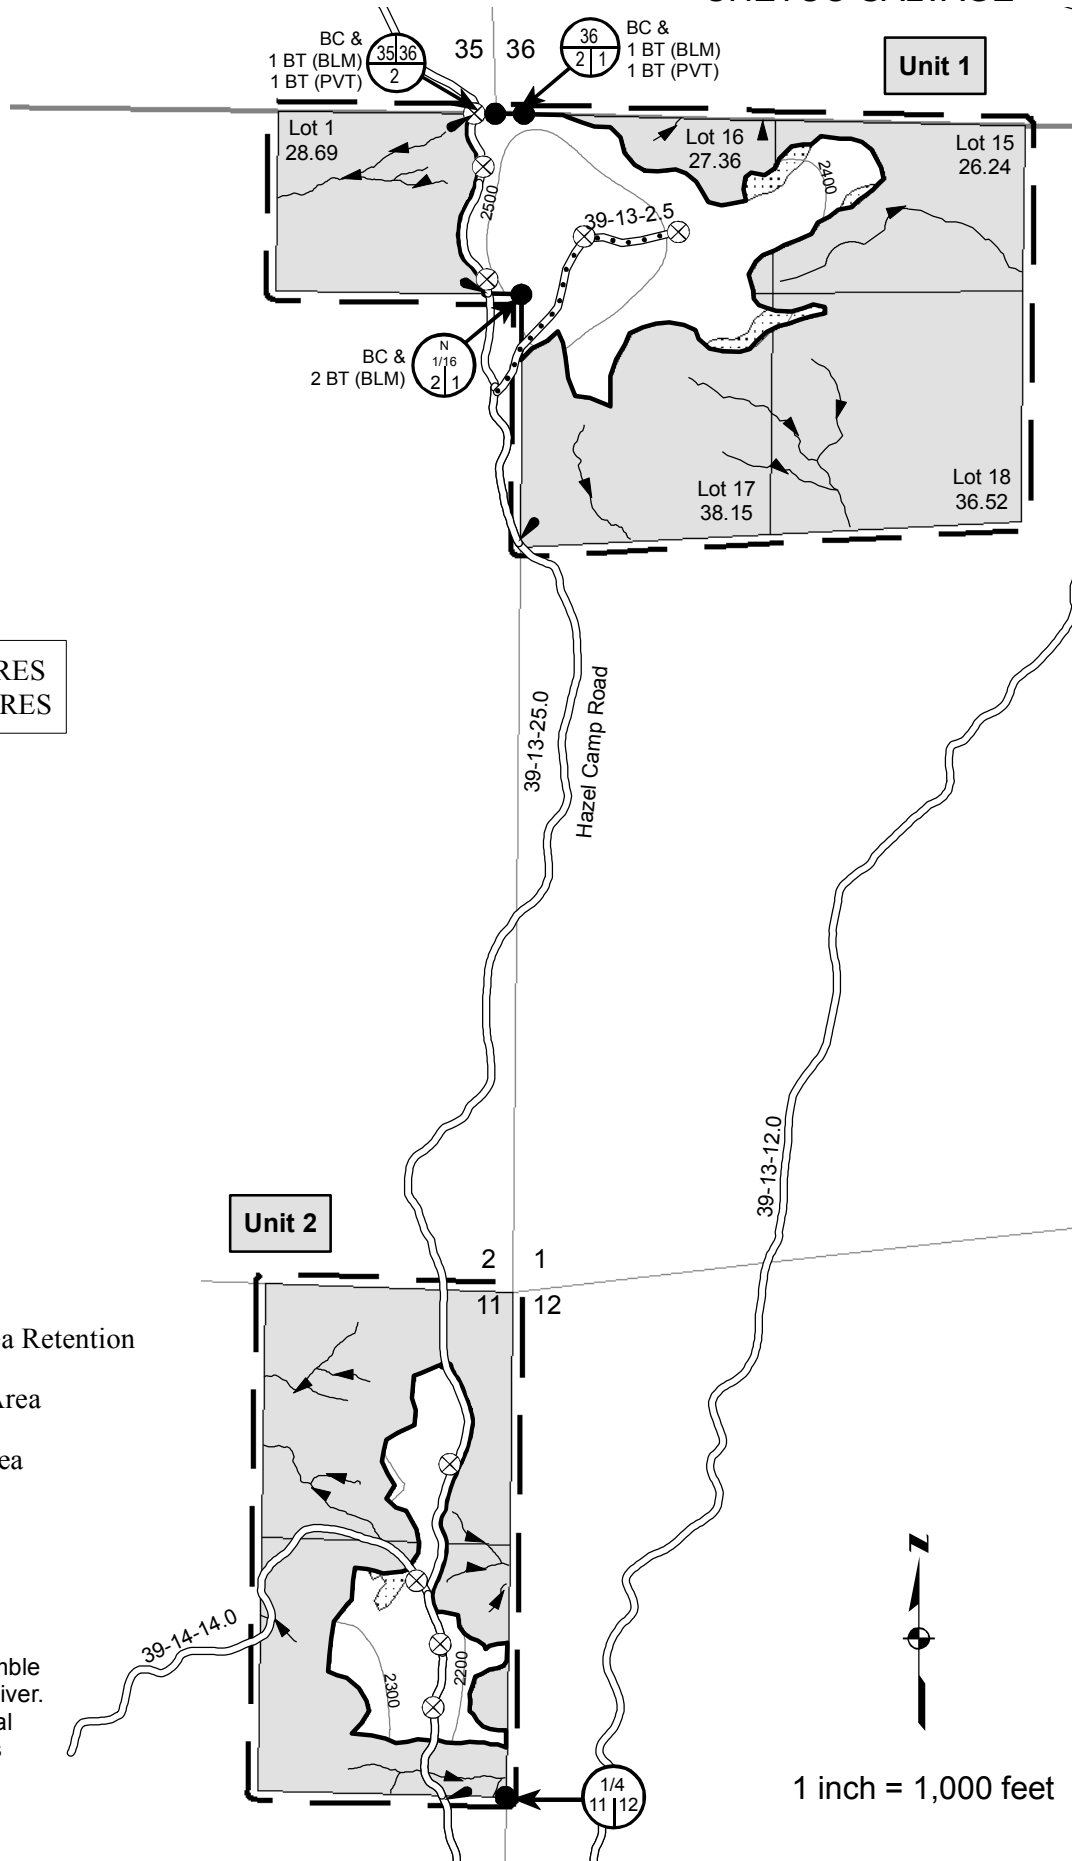 BC &
1 BT (BLM)
1 BT (PVT)
35 36
2
35 36
36
2 1
BC &
1 BT (BLM)
1 BT (PVT)
Unit 1
Lot 1
28.69
Lot 16
27.36
Lot 15
26.24
2500
2400
39-13-2.5
BC &
2 BT (BLM)
N
1/16
2 1
Lot 17
38.15
Lot 18
36.52
RES
RES
39-13-25.0
Hazel Camp Road
39-13-12.0
Unit 2
2 1
11 12
a Retention
Area
ea
39-14-14.0
2300
2200
mble
iver.
al
s
N
1/4
11 12
1 inch = 1,000 feet